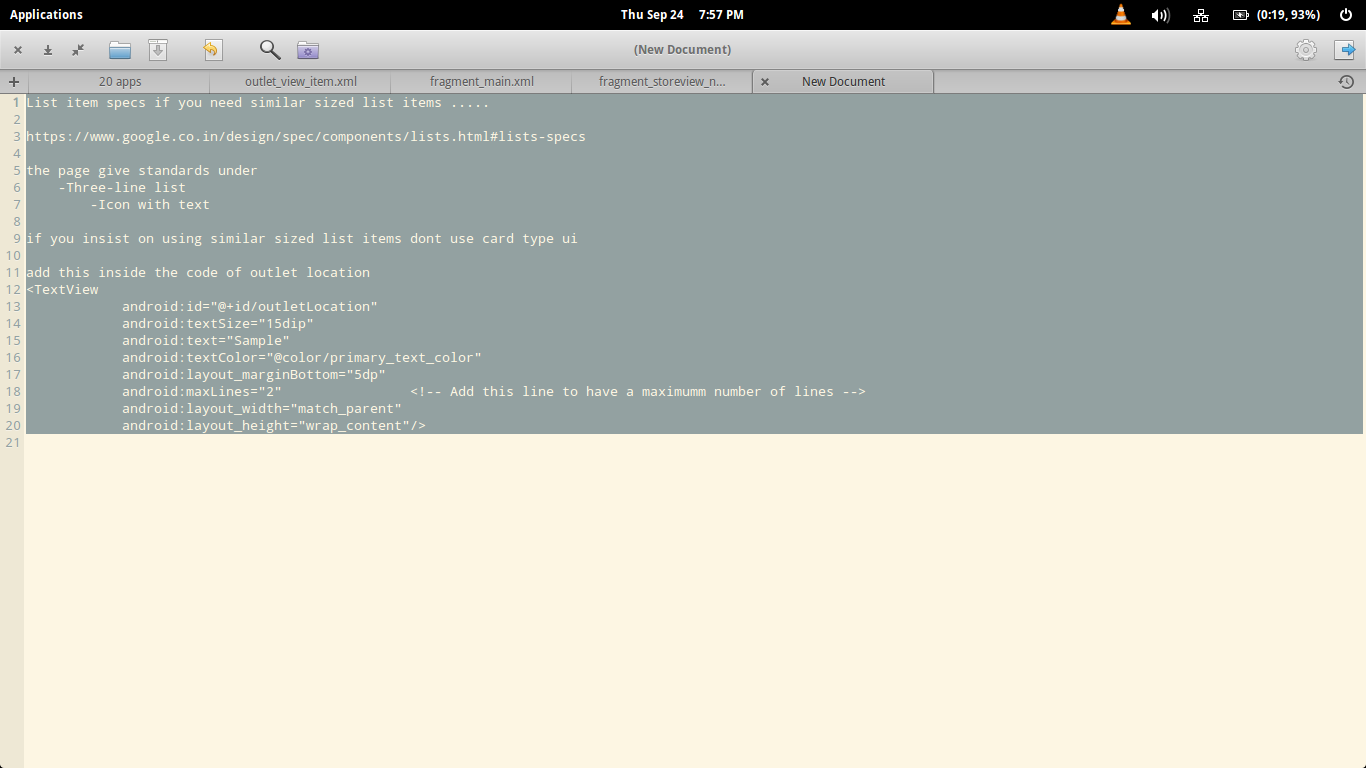 Applications
Thu Sep 24 7:57 PM
(0:19, 93%)
(New Document)
20 apps
outlet_view_item.xml
fragment_main.xml
fragment_storeview_n...
New Document
1 List item specs if you need similar sized list items .....
2
3 https://www.google.co.in/design/spec/components/lists.html#lists-specs
4
5 the page give standards under
6     -Three-line list
7         -Icon with text
8
9 if you insist on using similar sized list items dont use card type ui
10
11 add this inside the code of outlet location
12 <TextView
13             android:id="@+id/outletLocation"
14             android:textSize="15dip"
15             android:text="Sample"
16             android:textColor="@color/primary_text_color"
17             android:layout_marginBottom="5dp"
18             android:maxLines="2"                <!-- Add this line to have a maximumm number of lines -->
19             android:layout_width="match_parent"
20             android:layout_height="wrap_content"/>
21